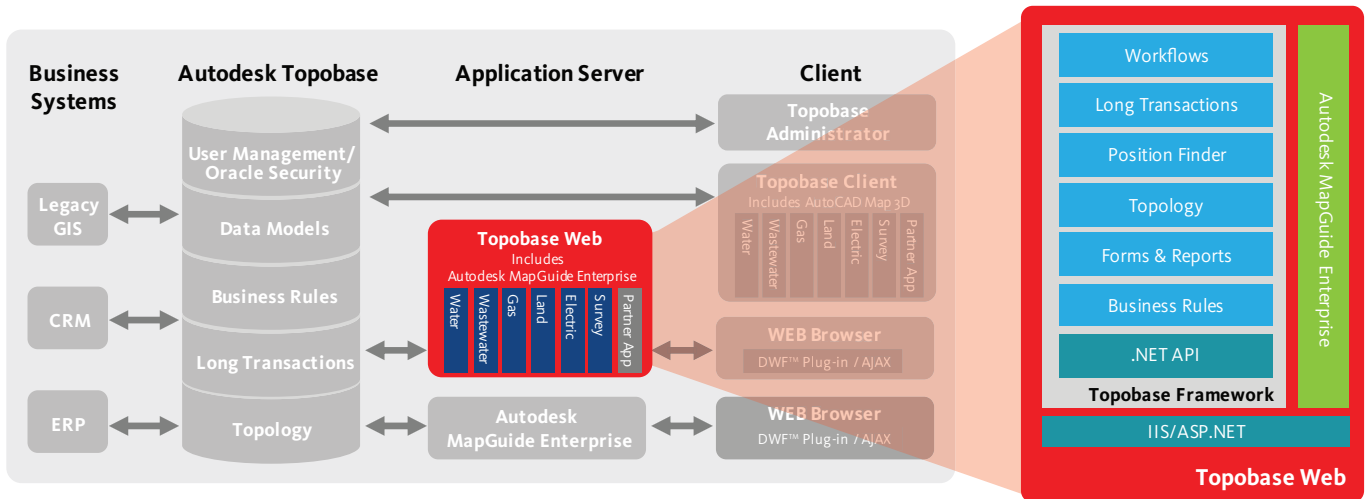 Business
Systems
Autodesk Topobase
Application Server
Client
Legacy
GIS
CRM
ERP
User Management/
Oracle Security
Data Models
Business Rules
Long Transactions
Topology
Topobase Web
Includes
Autodesk MapGuide Enterprise
Water
Wastewater
Gas
Land
Electric
Survey
Partner App
Autodesk
MapGuide Enterprise
Topobase
Administrator
Topobase Client
Includes AutoCAD Map 3D
Water
Wastewater
Gas
Land
Electric
Survey
Partner App
WEB Browser
DWF™ Plug-in / AJAX
WEB Browser
DWF™ Plug-in / AJAX
Workflows
Long Transactions
Position Finder
Topology
Forms & Reports
Business Rules
.NET API
Topobase Framework
Autodesk MapGuide Enterprise
IIS/ASP.NET
Topobase Web